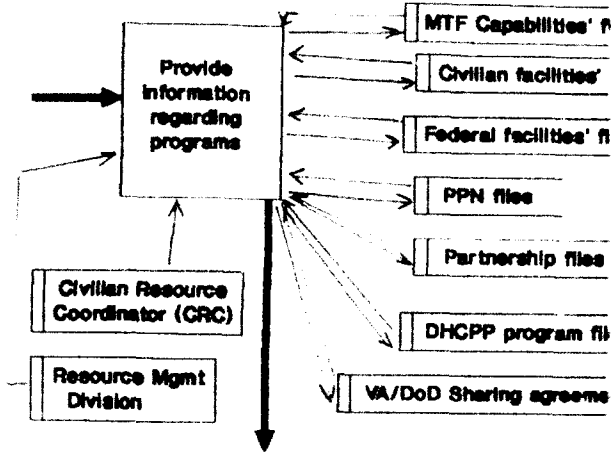 Provide
information
regarding
programs
MTF Capabilities'
Civilian facilities'
Federal facilities'
PPN files
Partnership files
DHCPP program
VA/DoD Sharing
Civilian Resource
Coordinator (CRC)
Resource Mgmt
Division